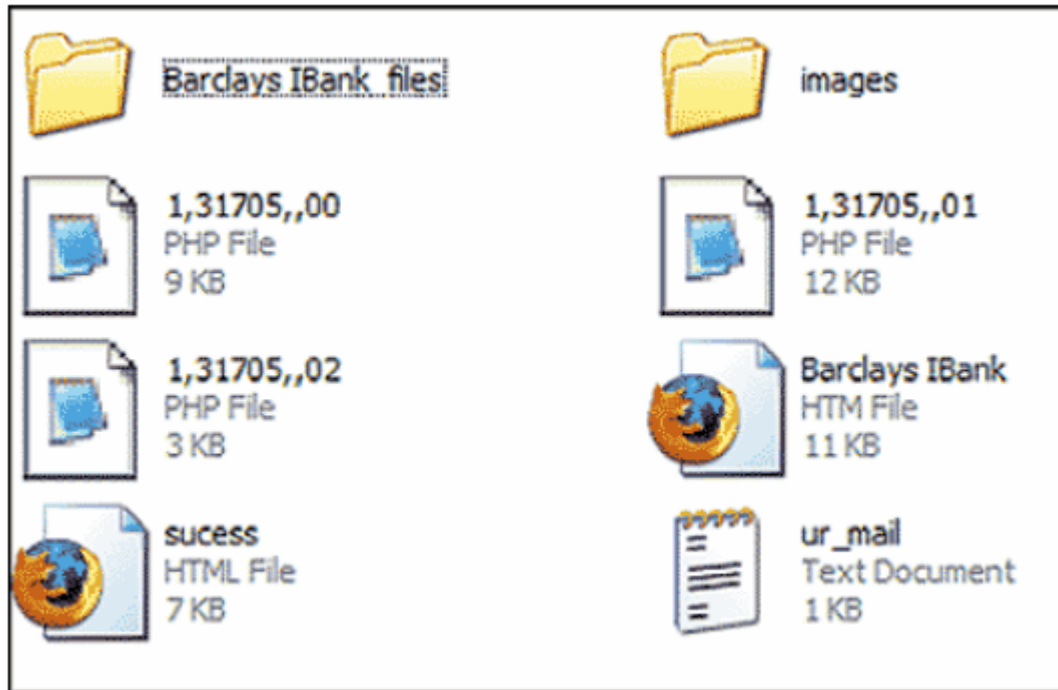 Barclays IBank_files
images
1,31705,,00
PHP File
9 KB
1,31705,,01
PHP File
12 KB
1,31705,,02
PHP File
3 KB
Barclays IBank
HTM File
11 KB
sucess
HTML File
7 KB
ur_mail
Text Document
1 KB